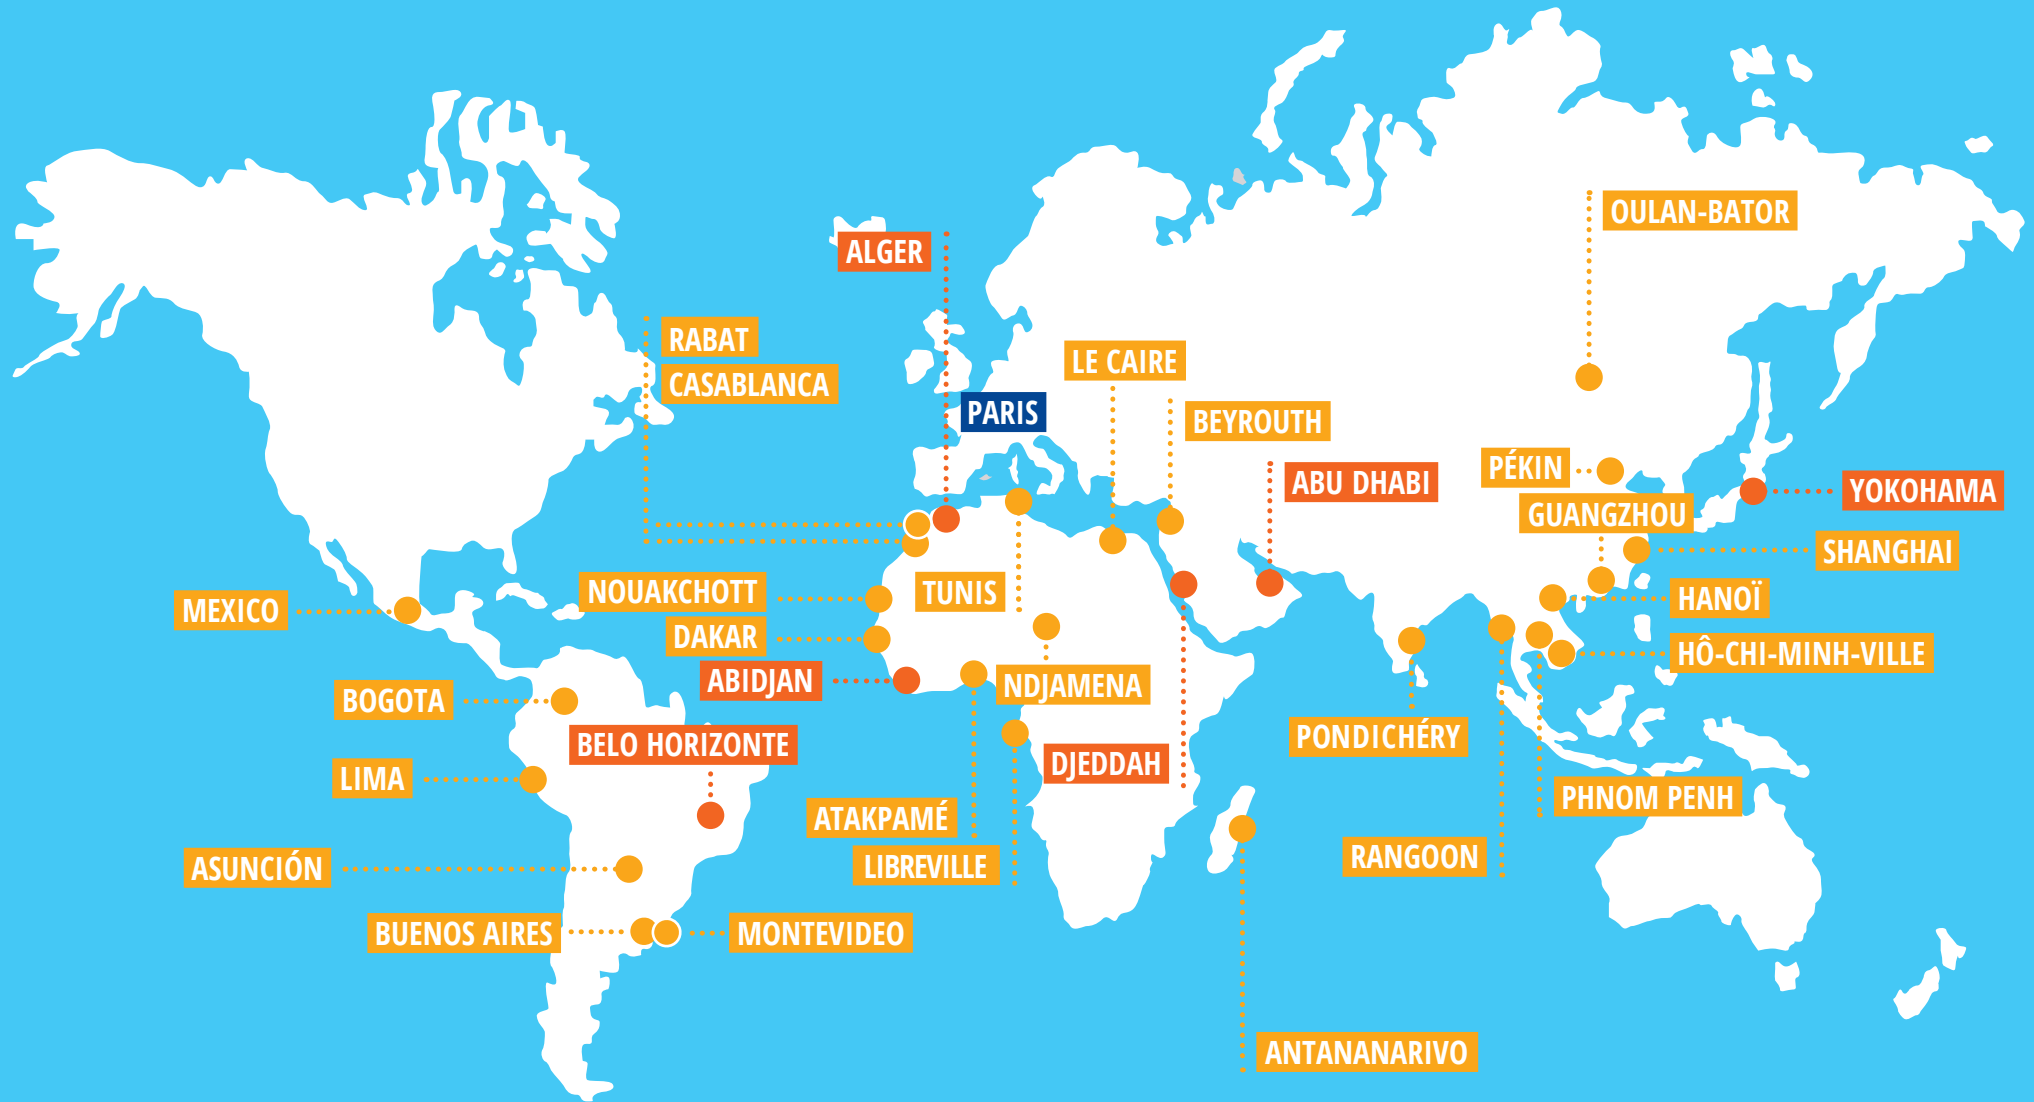 OULAN-BATOR
ALGER
RABAT
CASABLANCA
LE CAIRE
PARIS
BEYROUTH
PÉKIN
ABU DHABI
YOKOHAMA
GUANGZHOU
SHANGHAI
NOUAKCHOTT
TUNIS
HANOÏ
MEXICO
DAKAR
HÔ-CHI-MINH-VILLE
ABIDJAN
NDJAMENA
BOGOTA
PONDICHÉRY
BELO HORIZONTE
DJEDDAH
LIMA
PHNOM PENH
ATAKPAMÉ
RANGOON
LIBREVILLE
ASUNCIÓN
BUENOS AIRES
MONTEVIDEO
ANTANANARIVO